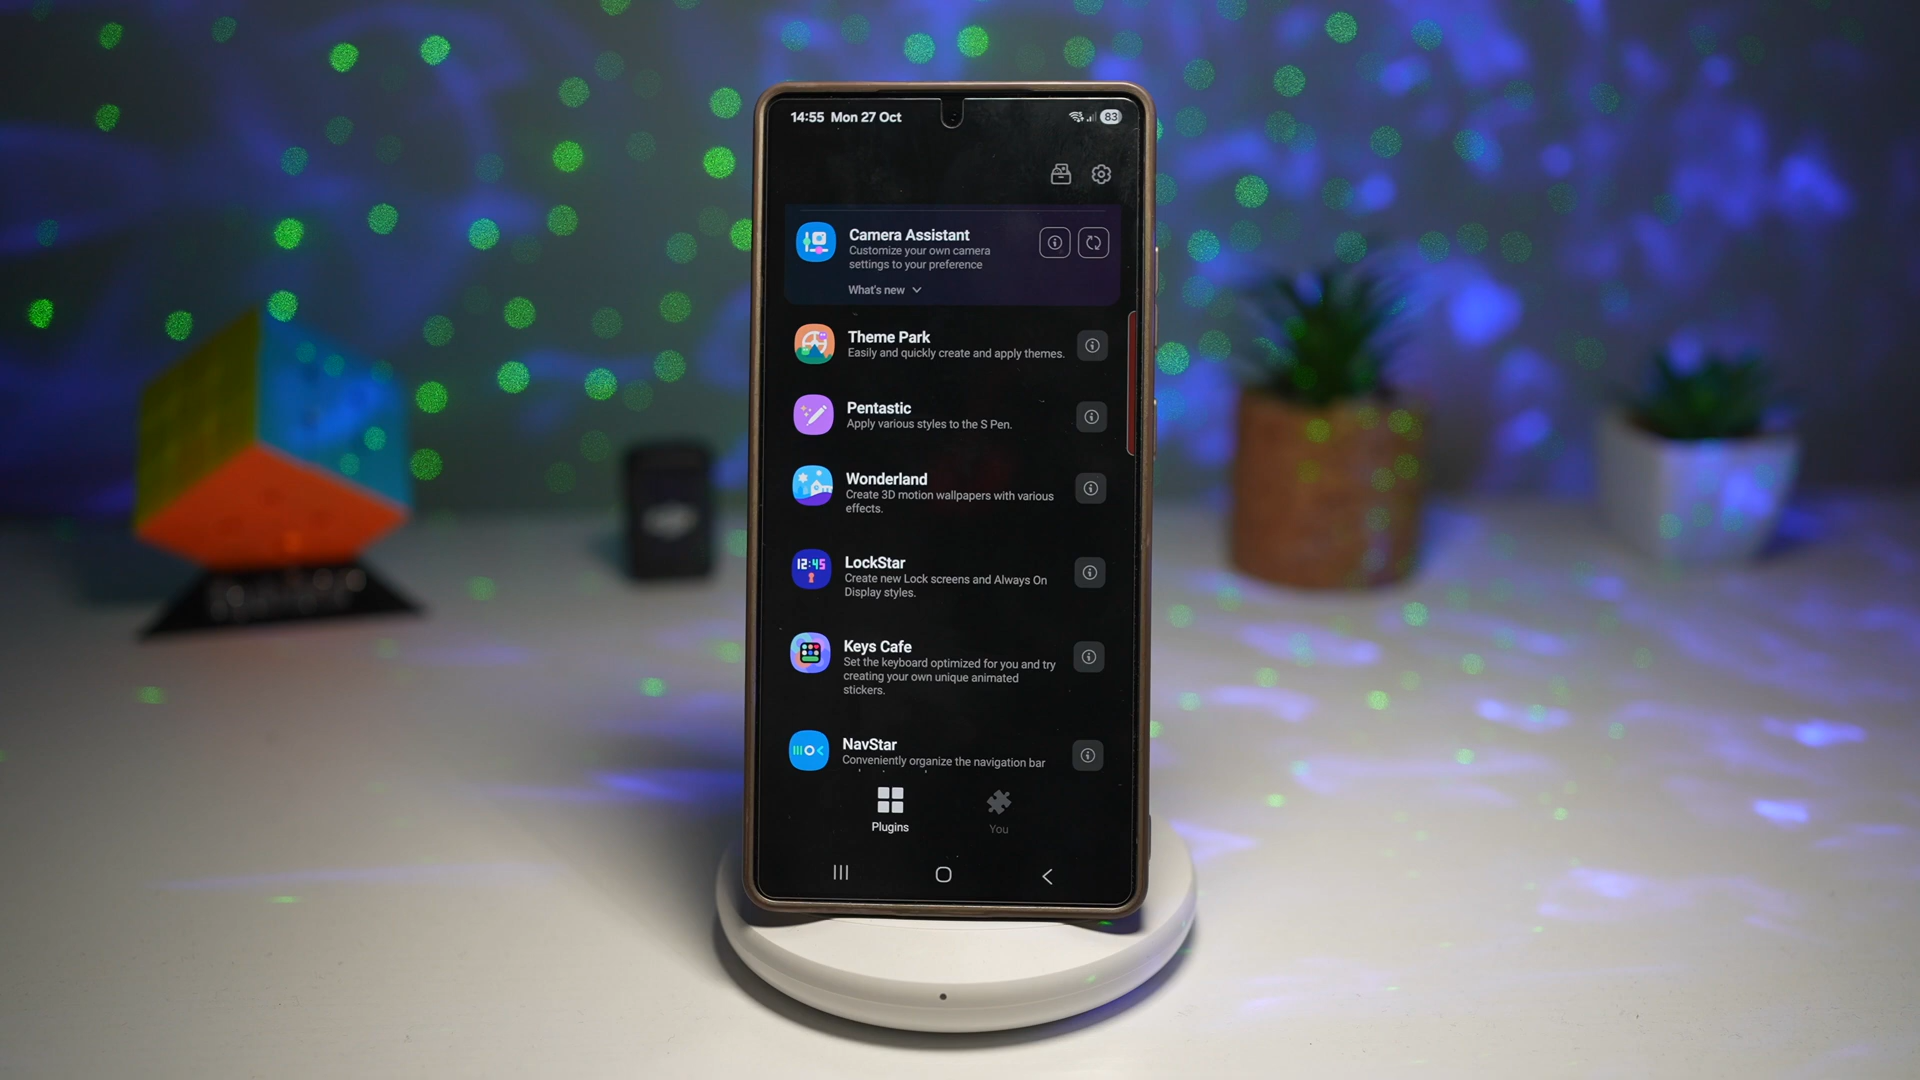 14:55 Mon 27 Oct
83
Camera Assistant
Customize your own camera
settings to your preference
What's new
Theme Park
Easily and quickly create and apply themes.
Pentastic
Apply various styles to the S Pen.
Wonderland
Create 3D motion wallpapers with various
effects.
12:45
LockStar
Create new Lock screens and Always On
Display styles.
Keys Cafe
Set the keyboard optimized for you and try
creating your own unique animated
stickers.
NavStar
Conveniently organize the navigation bar
Plugins
You